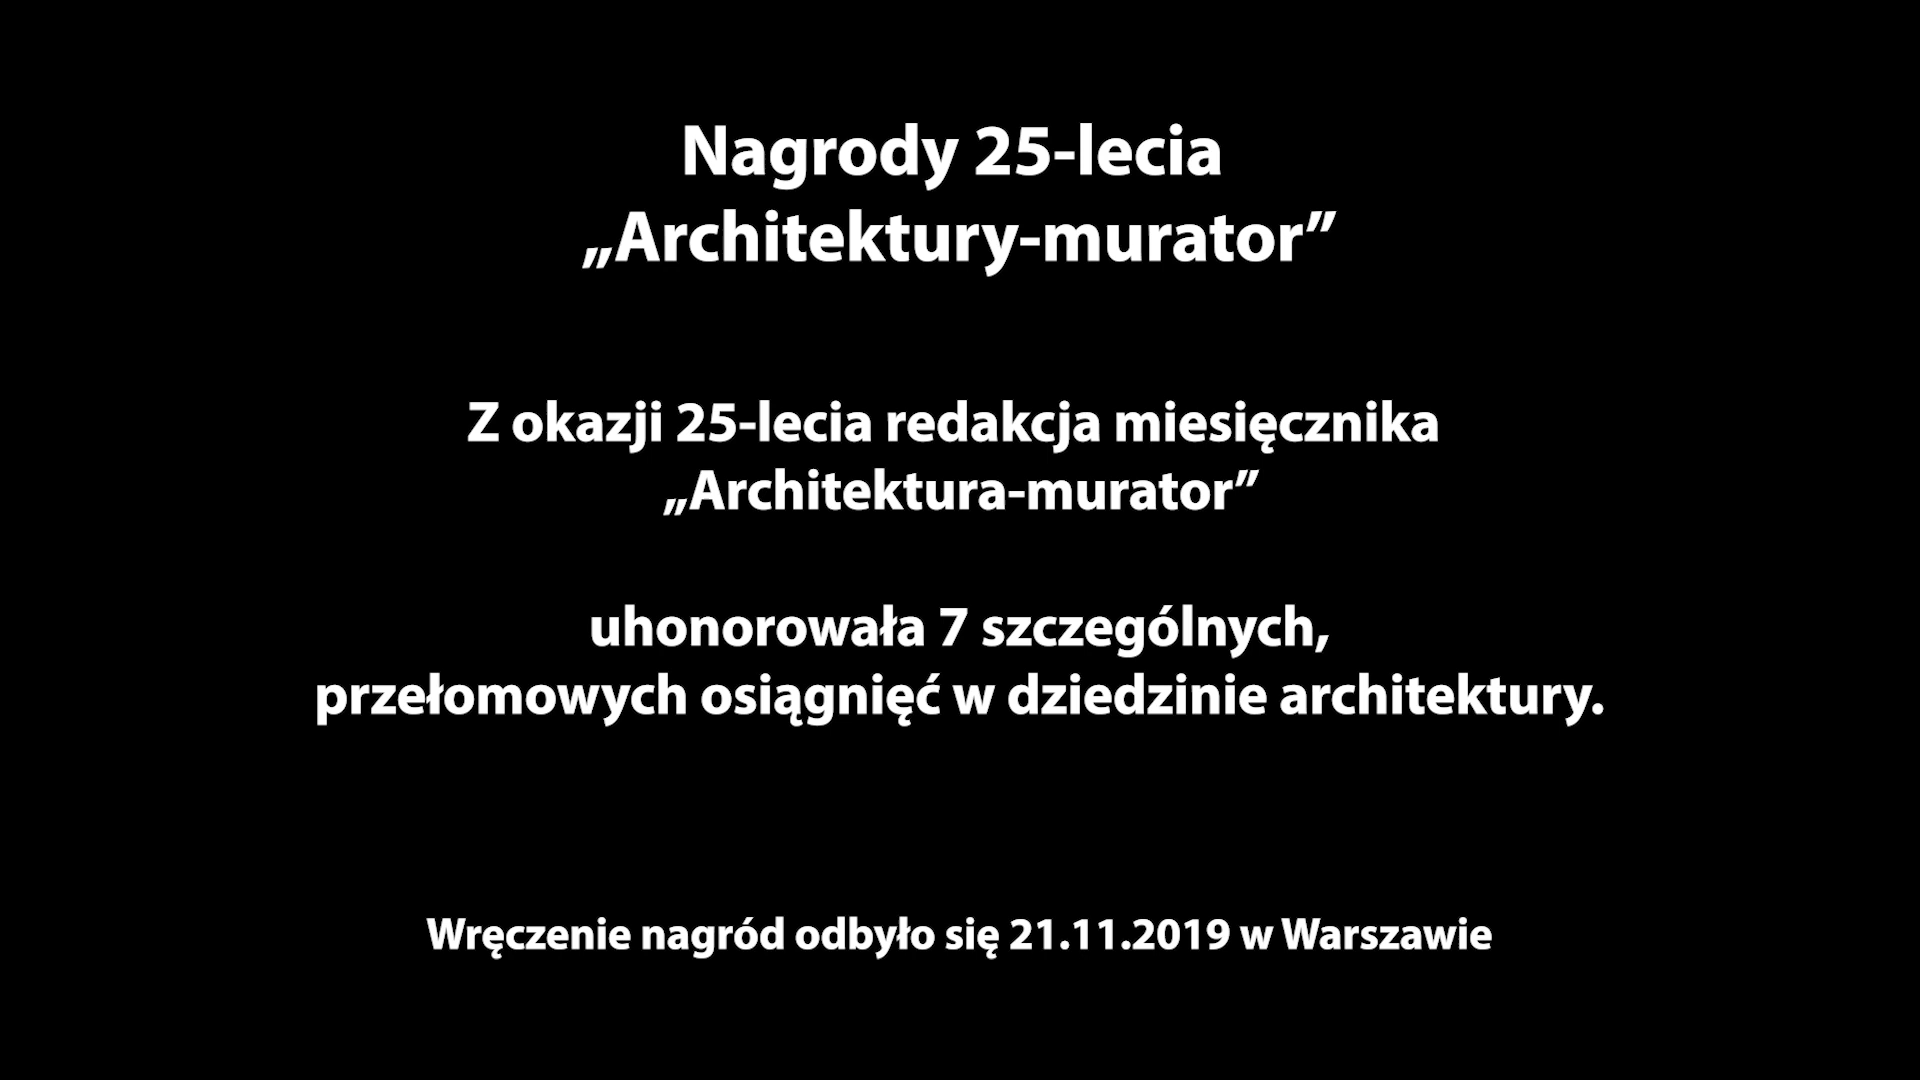 Nagrody 25-lecia
„Architektury-murator”
Z okazji 25-lecia redakcja miesięcznika
„Architektura-murator”
uhonorowała 7 szczególnych,
przełomowych osiągnięć w dziedzinie architektury.
Wręczenie nagród odbyło się 21.11.2019 w Warszawie